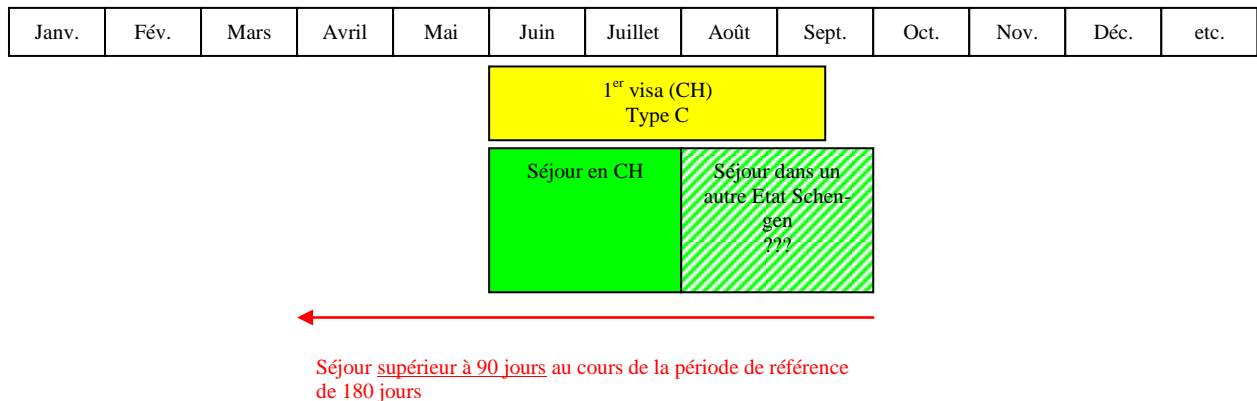 Janv. Fév. Mars Avril Mai Juin Juillet Août Sept. Oct. Nov. Déc. etc.
1er visa (CH)
Type C
Séjour en CH
Séjour dans un
autre Etat Schen-
gen
???
Séjour supérieur à 90 jours au cours de la période de référence
de 180 jours